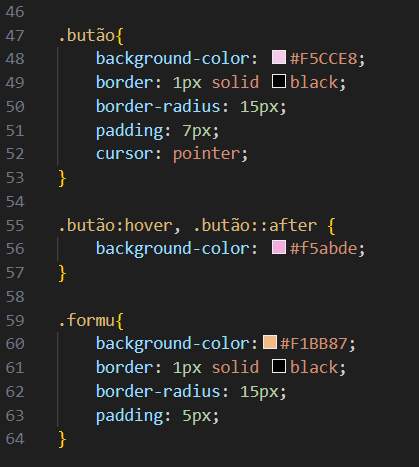 46
47 .butão{
48 background-color: #F5CCE8;
49 border: 1px solid black;
50 border-radius: 15px;
51 padding: 7px;
52 cursor: pointer;
53 }
54
55 .butão:hover, .butão::after {
56 background-color: #f5abde;
57 }
58
59 .formu{
60 background-color:#F1BB87;
61 border: 1px solid black;
62 border-radius: 15px;
63 padding: 5px;
64 }